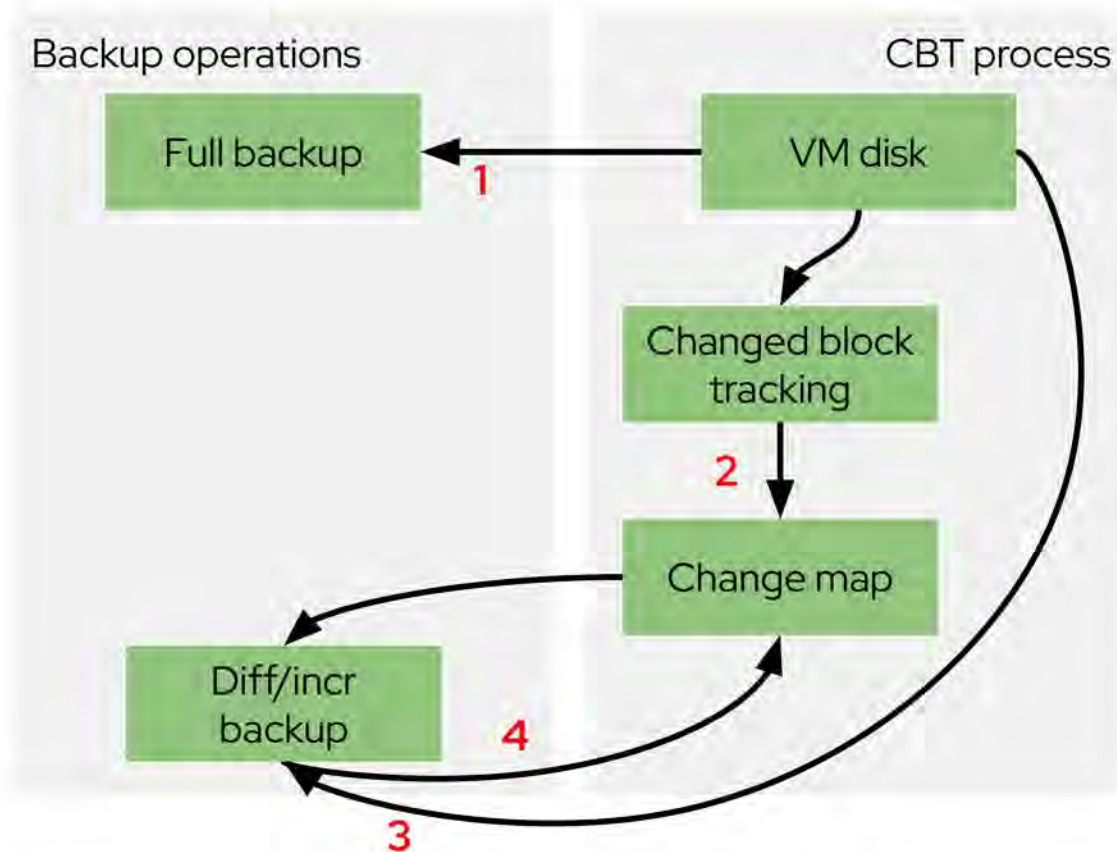 Backup operations
CBT process
Full backup
VM disk
1
Changed block
tracking
2
Change map
Diff/incr
backup
4
3